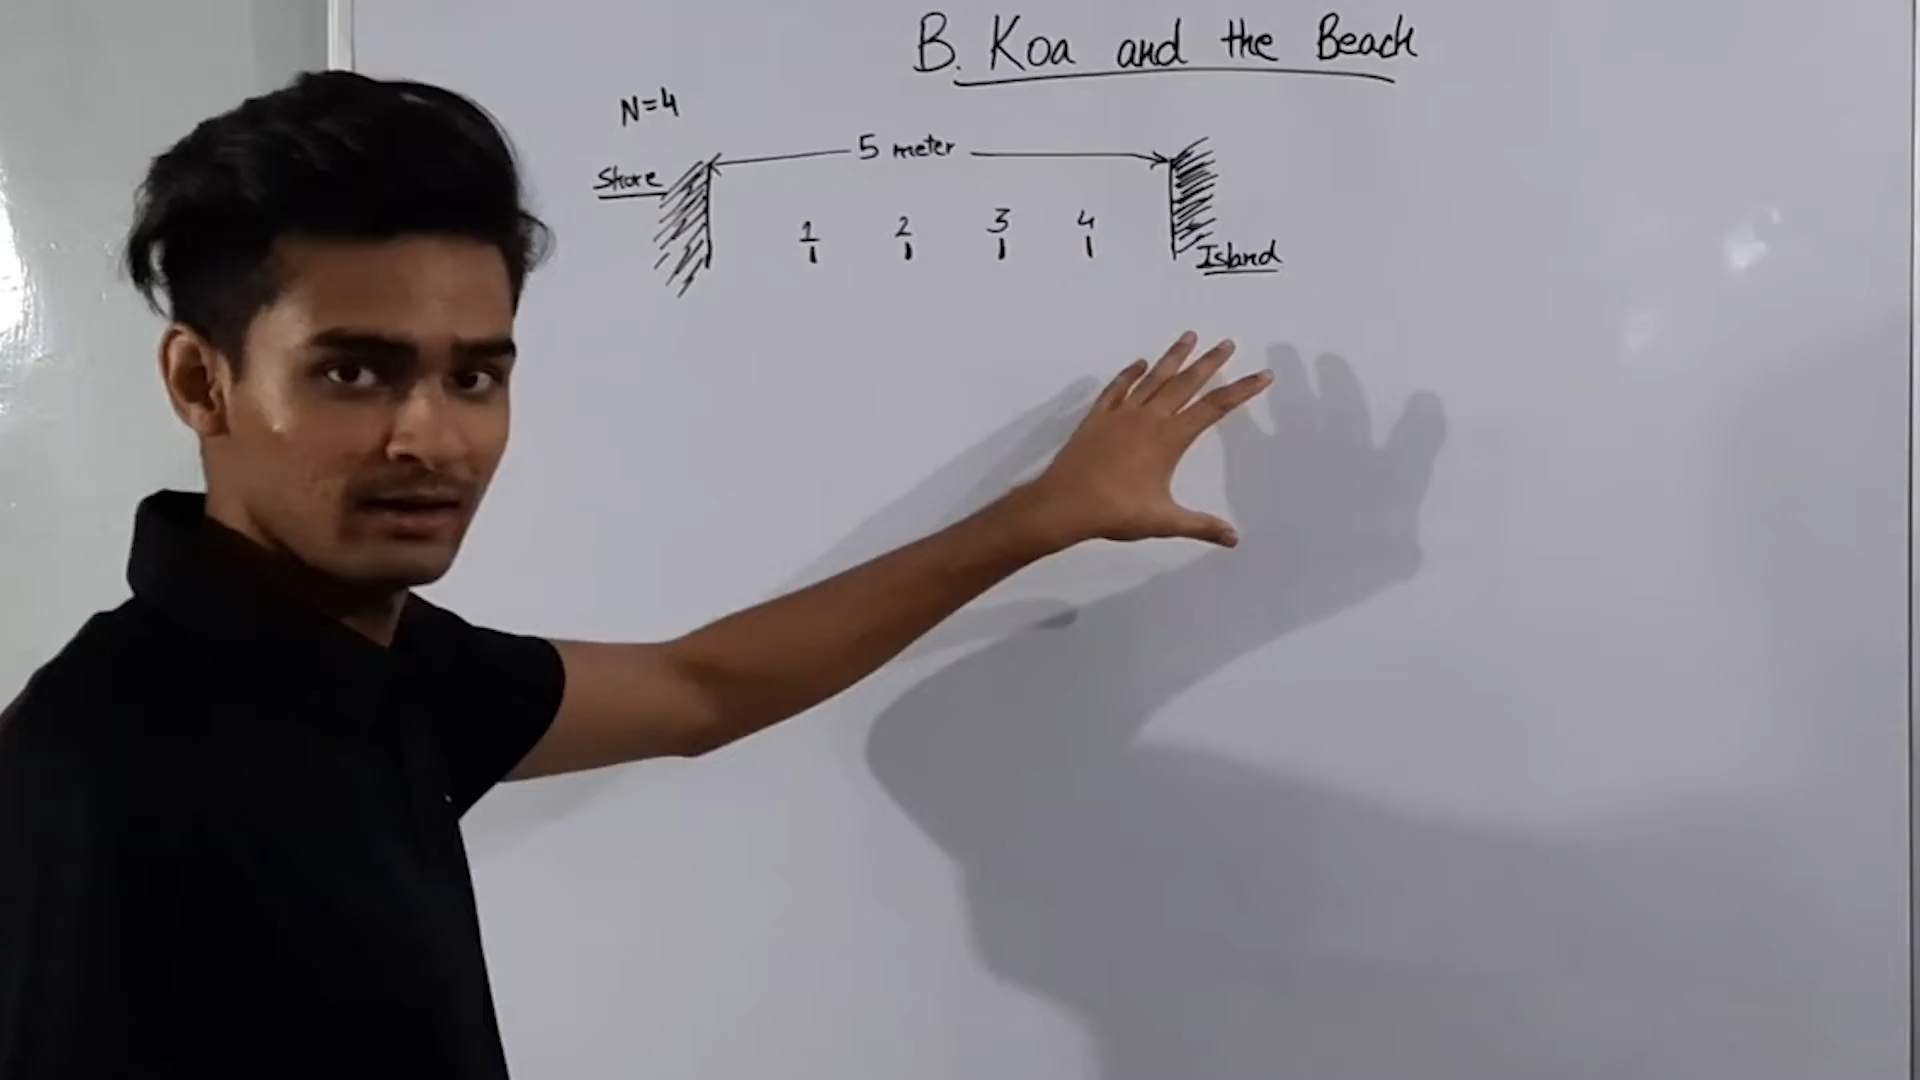 B. Koa and the Beach
N=4
5 meter
Shore
1 2 3 4
Island